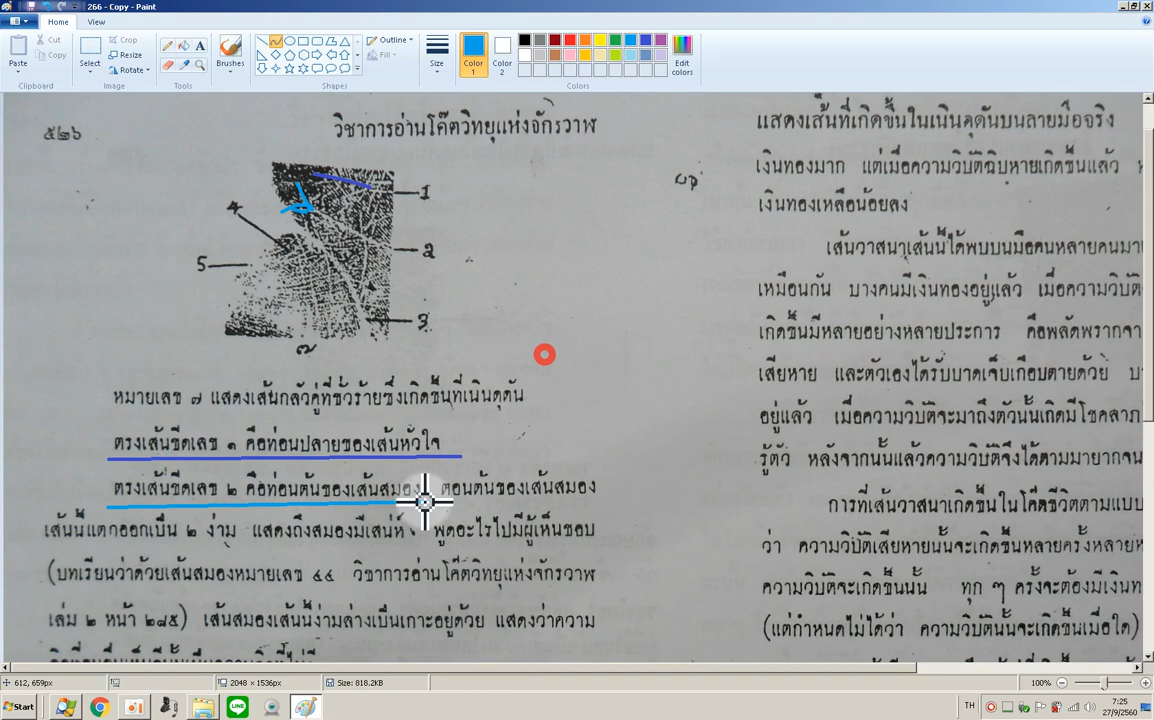 266 - Copy - Paint
Home
View
Cut
Copy
Paste
Clipboard
Crop
Resize
Rotate
Select
Image
Tools
Brushes
Outline
Fill
Shapes
Size
Color 1
Color 2
Edit colors
Colors
๕๒๖
วิชาการอ่านโค๊ตวิทยุแห่งจักรวาฬ
1
4
2
5
3
๗
หมายเลข ๗ แสดงเส้นกลัวคู่ที่ชั่วร้ายซึ่งเกิดขึ้นที่เนินคูดัน
ตรงเส้นขีดเลข ๑ คือท่อนปลายของเส้นหัวใจ
ตรงเส้นขีดเลข ๒ คือท่อนต้นของเส้นสมอง ตอนต้นของเส้นสมอง
เส้นนี้แตกออกเป็น ๒ ง่าม แสดงถึงสมองมีเสน่ห์ พูดอะไรไปมีผู้เห็นชอบ
(บทเรียนว่าด้วยเส้นสมองหมายเลข ๔๔ วิชาการอ่านโค๊ตวิทยุแห่งจักรวาฬ
เล่ม ๒ หน้า ๒๘๕) เส้นสมองเส้นนี้ง่ามล่างเป็นเกาะอยู่ด้วย แสดงว่าความ
แสดงเส้นที่เกิดขึ้นในเนินคูดันบนลายมือจริง
เงินทองมาก แต่เมื่อความวิบัติฉิบหายเกิดขึ้นแล้ว
เงินทองเหลือน้อยลง
เส้นวาสนาเส้นนี้ได้พบบนมือคนหลายคนมา
เหมือนกัน บางคนมีเงินทองอยู่แล้ว เมื่อความวิบัติ
เกิดขึ้นมีหลายอย่างหลายประการ คือพลัดพรากจา
เสียหาย และตัวเองได้รับบาดเจ็บเกือบตายด้วย
อยู่แล้ว เมื่อความวิบัติจะมาถึงตัวนั้นเกิดมีโชคลาภ
รู้ตัว หลังจากนั้นแล้วความวิบัติจึงได้ตามมายากจน
การที่เส้นวาสนาเกิดขึ้นในโค๊ตชีวิตตามแบบ
ว่า ความวิบัติเสียหายนั้นจะเกิดขึ้นหลายครั้งหลาย
ความวิบัติจะเกิดขึ้นนั้น ทุก ๆ ครั้งจะต้องมีเงินท
(แต่กำหนดไม่ได้ว่า ความวิบัตินั้นจะเกิดขึ้นเมื่อใด)
612, 659px
2048 × 1536px
Size: 818.2KB
100%
Start
TH
7:25
27/9/2560